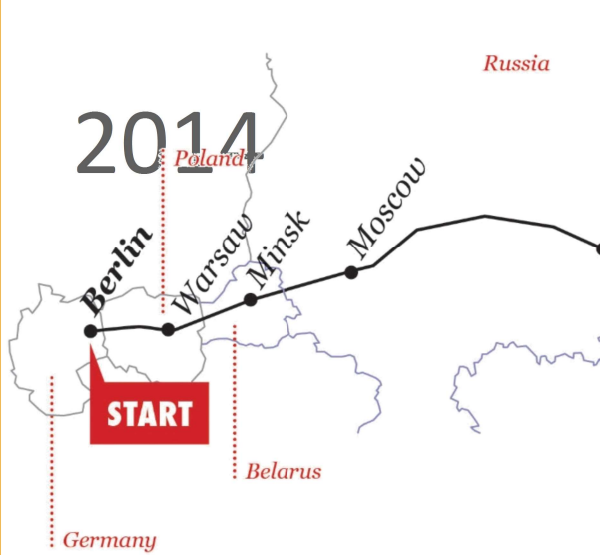 Russia
2014
Poland
Berlin
Warsaw
Minsk
Moscow
START
Belarus
Germany